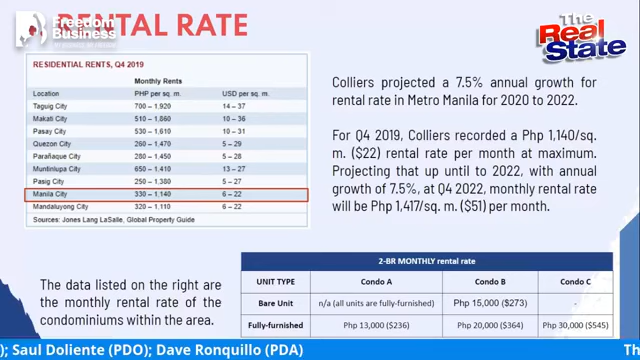 Freedom
Business
RENTAL RATE
The
Real
State
RESIDENTIAL RENTS, Q4 2019
Monthly Rents
Location PHP per sq. m. USD per sq. m.
Taguig City 700 – 1,920 14 – 37
Makati City 510 – 1,860 10 – 36
Pasay City 530 – 1,610 10 – 31
Quezon City 260 – 1,470 5 – 29
Parañaque City 280 – 1,450 5 – 28
Muntinlupa City 650 – 1,410 13 – 27
Pasig City 250 – 1,380 5 – 27
Manila City 330 – 1,140 6 – 22
Mandaluyong City 320 – 1,110 6 – 22
Sources: Jones Lang LaSalle, Global Property Guide
Colliers projected a 7.5% annual growth for
rental rate in Metro Manila for 2020 to 2022.
For Q4 2019, Colliers recorded a Php 1,140/sq.
m. ($22) rental rate per month at maximum.
Projecting that up until to 2022, with annual
growth of 7.5%, at Q4 2022, monthly rental rate
will be Php 1,417/sq. m. ($51) per month.
The data listed on the right are
the monthly rental rate of the
condominiums within the area.
2-BR MONTHLY rental rate
UNIT TYPE Condo A Condo B Condo C
Bare Unit n/a (all units are fully-furnished) Php 15,000 ($273) -
Fully-furnished Php 13,000 ($236) Php 20,000 ($364) Php 30,000 ($545)
); Saul Doliente (PDO); Dave Ronquillo (PDA) Th